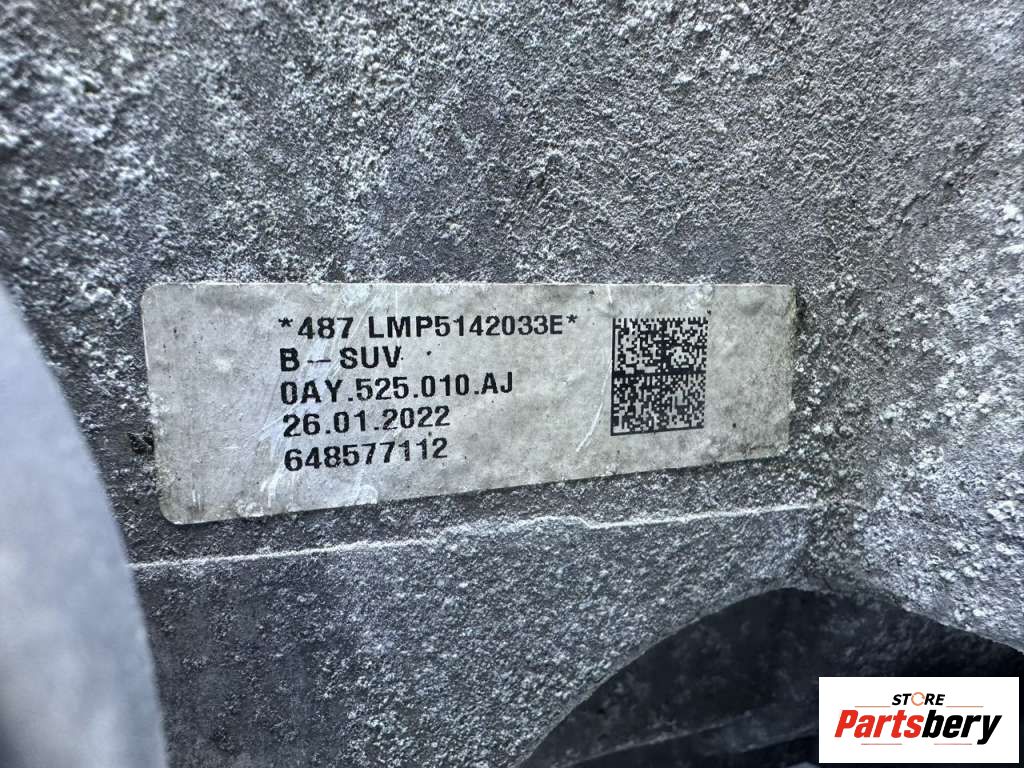 *487 LMP5142033E*
B-SUV
0AY.525.010.AJ
26.01.2022
648577112
STORE
Partsbery